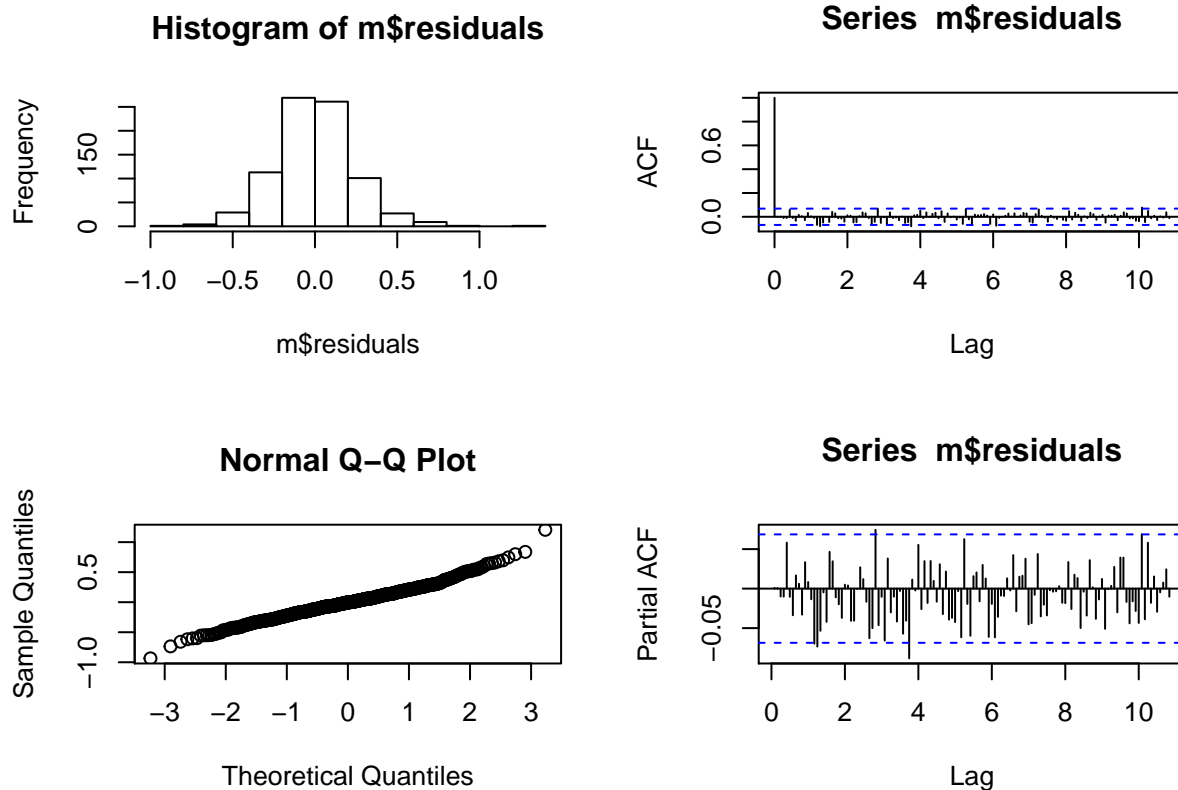 Histogram of m$residuals
Frequency
150
0
−1.0 −0.5 0.0 0.5 1.0
m$residuals
Series m$residuals
ACF
0.6
0.0
0 2 4 6 8 10
Lag
Normal Q−Q Plot
Sample Quantiles
0.5
−1.0
−3 −2 −1 0 1 2 3
Theoretical Quantiles
Series m$residuals
Partial ACF
−0.05
0 2 4 6 8 10
Lag